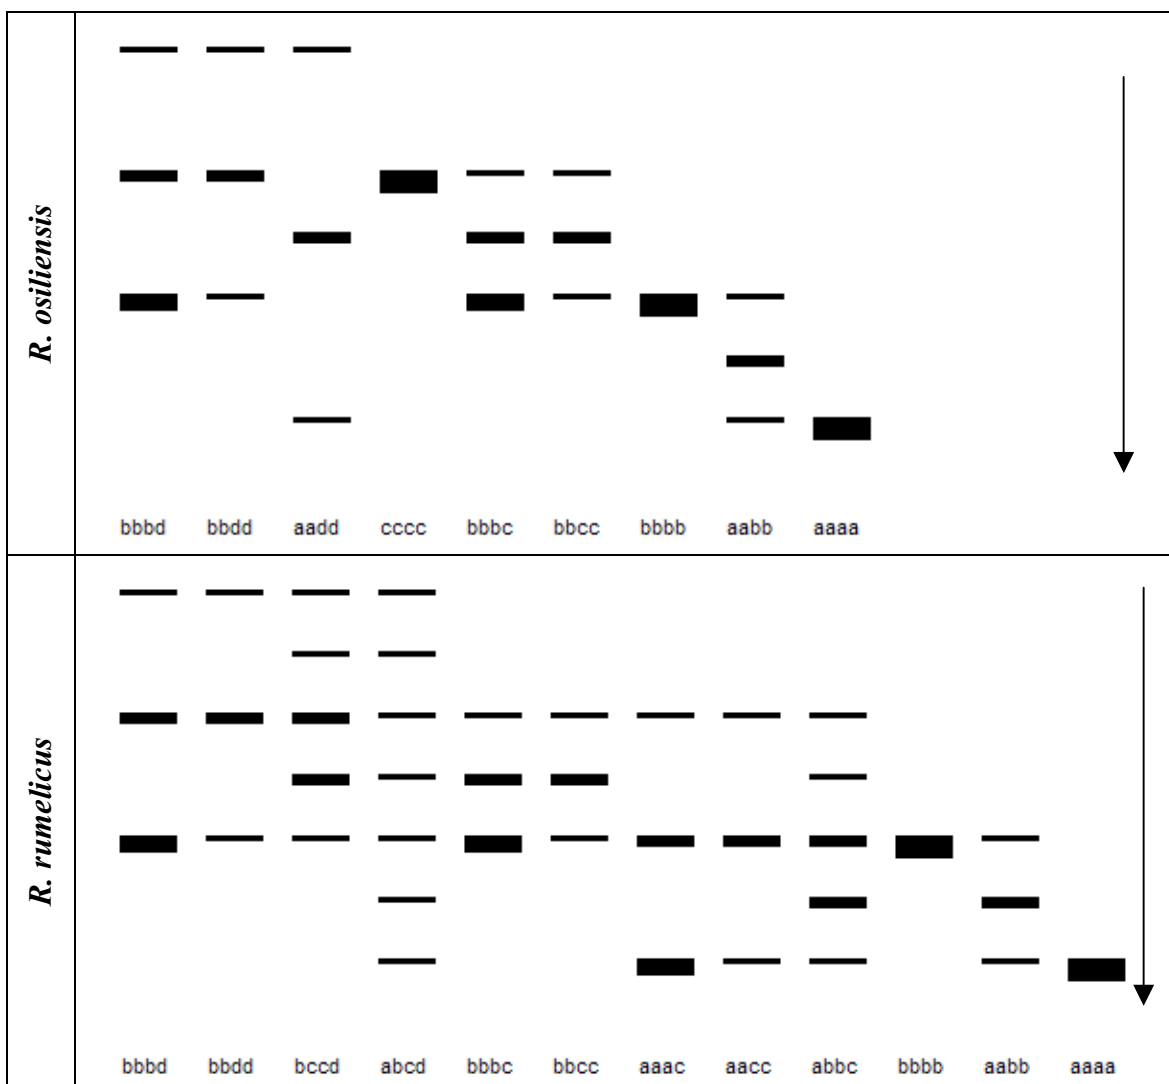 R. osiliensis
bbbd bbdd aadd cccc bbbc bbcc bbbb aabb aaaa
R. rumelicus
bbbd bbdd bccd abcd bbbc bbcc aaac aacc abbc bbbb aabb aaaa